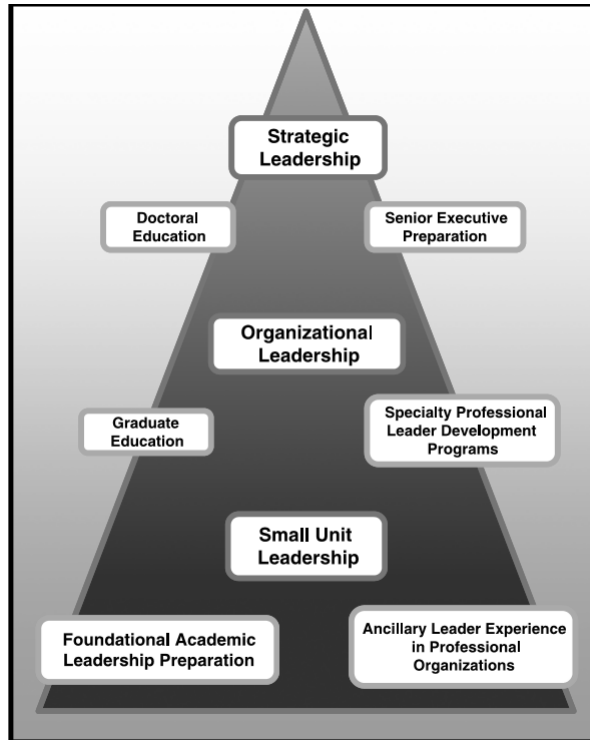 Strategic
Leadership
Doctoral
Education
Senior Executive
Preparation
Organizational
Leadership
Graduate
Education
Specialty Professional
Leader Development
Programs
Small Unit
Leadership
Foundational Academic
Leadership Preparation
Ancillary Leader Experience
in Professional
Organizations